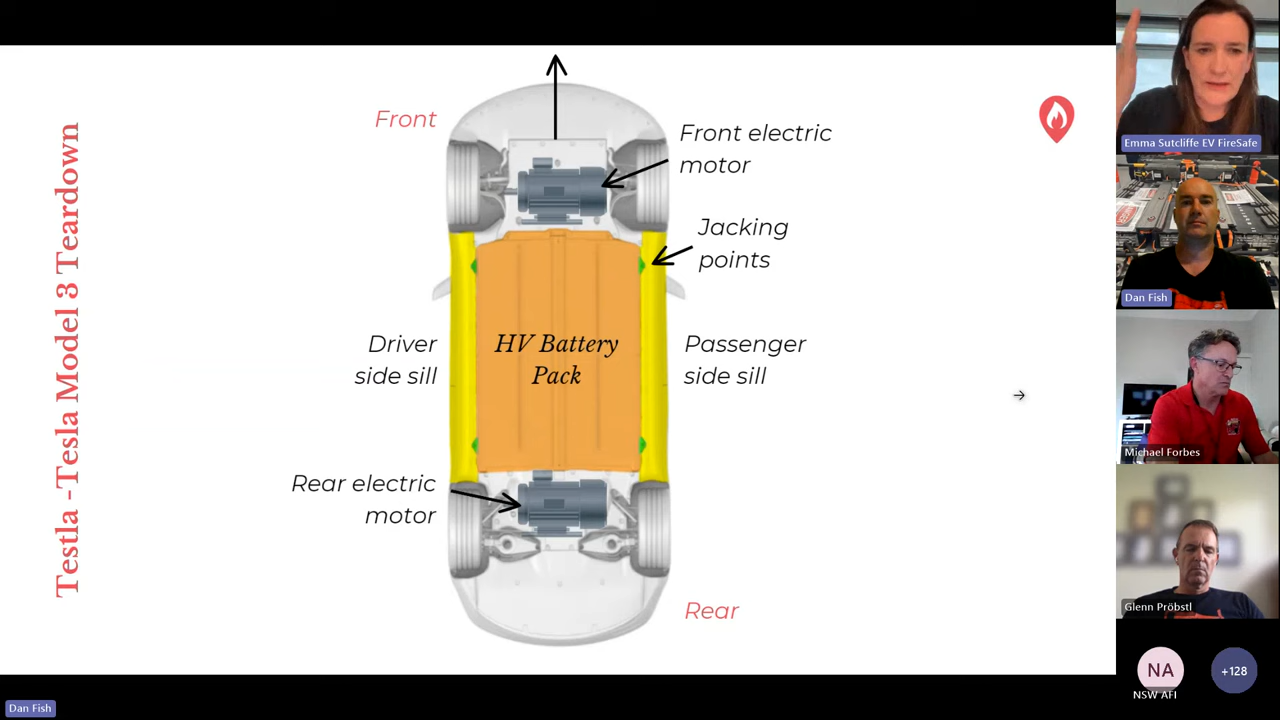 Testla -Tesla Model 3 Teardown
Front
Front electric
motor
Jacking
points
Driver
side sill
HV Battery
Pack
Passenger
side sill
Rear electric
motor
Rear
Emma Sutcliffe EV FireSafe
Dan Fish
Michael Forbes
Glenn Pröbstl
NA
NSW AFI
+128
Dan Fish